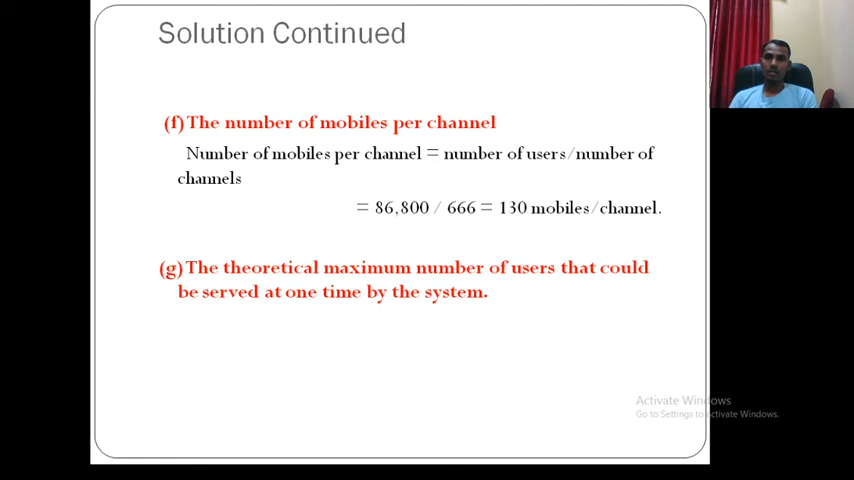 Solution Continued
(f)The number of mobiles per channel
Number of mobiles per channel = number of users/number of
channels
= 86,800 / 666 = 130 mobiles/channel.
(g)The theoretical maximum number of users that could
be served at one time by the system.
Activate Windows
Go to Settings to Activate Windows.